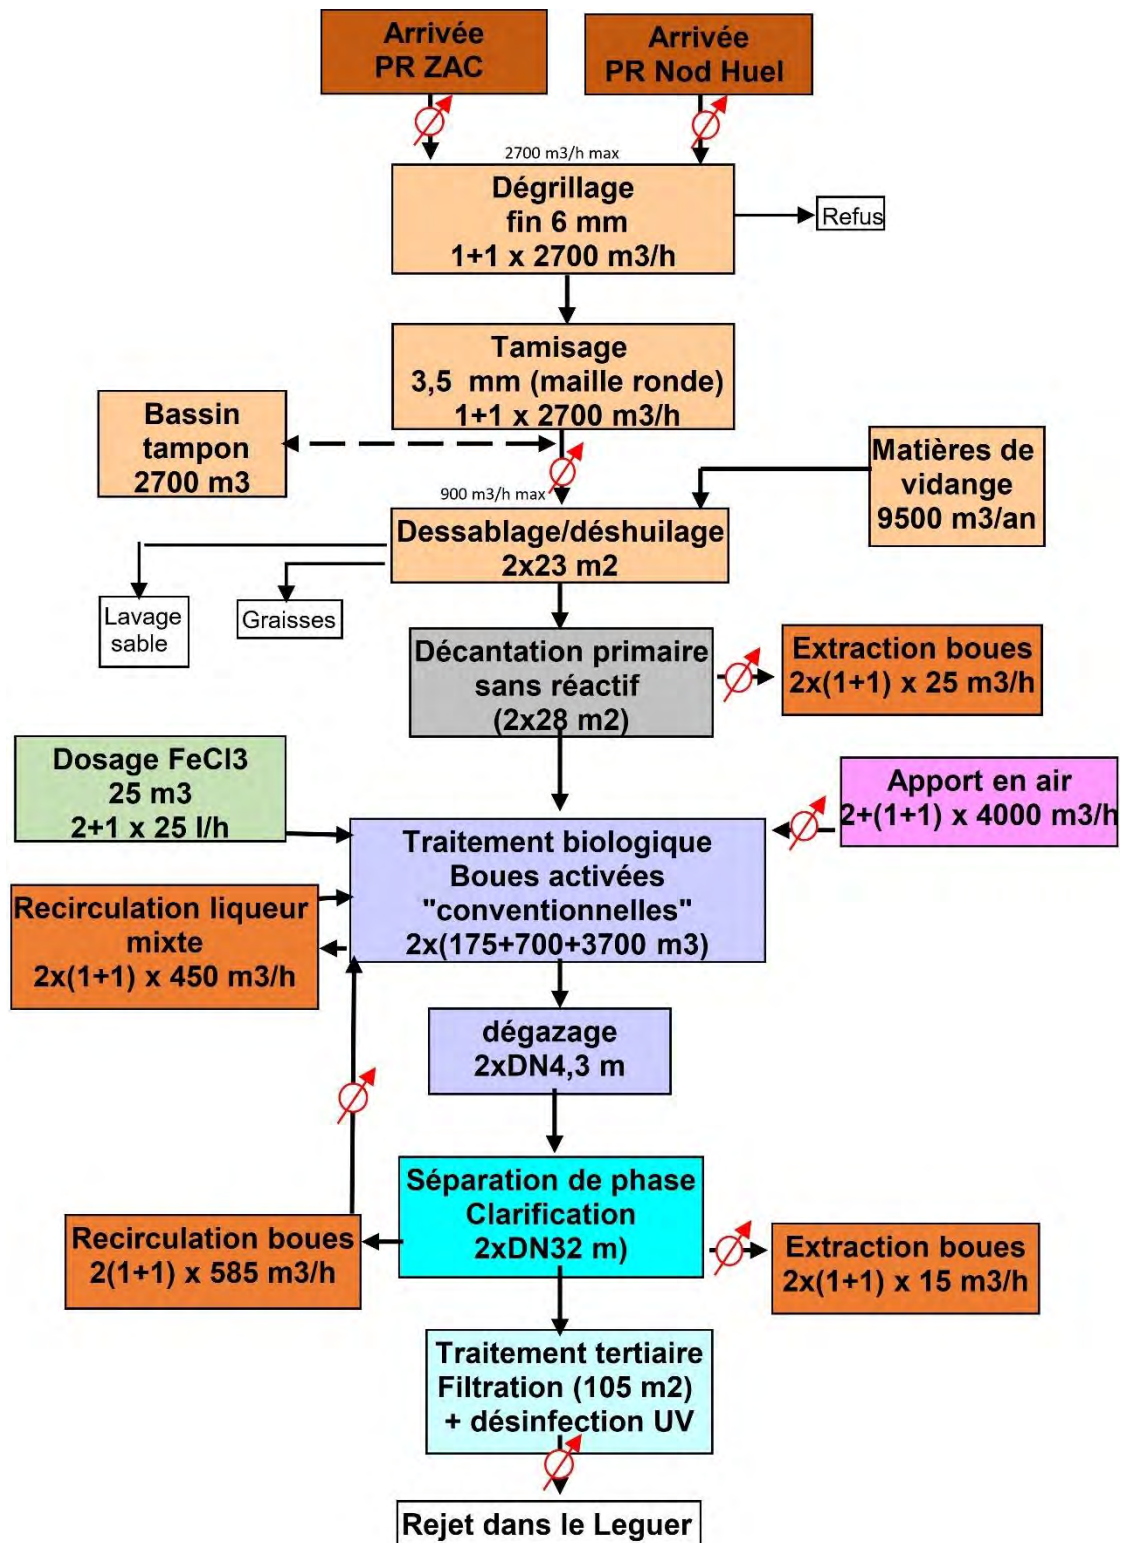 Arrivée
PR ZAC
Arrivée
PR Nod Huel
2700 m3/h max
Dégrillage
fin 6 mm
1+1 x 2700 m3/h
Refus
Tamisage
3,5 mm (maille ronde)
1+1 x 2700 m3/h
Bassin
tampon
2700 m3
Matières de
vidange
9500 m3/an
900 m3/h max
Dessablage/déshuilage
2x23 m2
Lavage
sable
Graisses
Décantation primaire
sans réactif
(2x28 m2)
Extraction boues
2x(1+1) x 25 m3/h
Dosage FeCl3
25 m3
2+1 x 25 l/h
Apport en air
2+(1+1) x 4000 m3/h
Traitement biologique
Boues activées
"conventionnelles"
2x(175+700+3700 m3)
Recirculation liqueur
mixte
2x(1+1) x 450 m3/h
dégazage
2xDN4,3 m
Séparation de phase
Clarification
2xDN32 m)
Recirculation boues
2(1+1) x 585 m3/h
Extraction boues
2x(1+1) x 15 m3/h
Traitement tertiaire
Filtration (105 m2)
+ désinfection UV
Rejet dans le Leguer